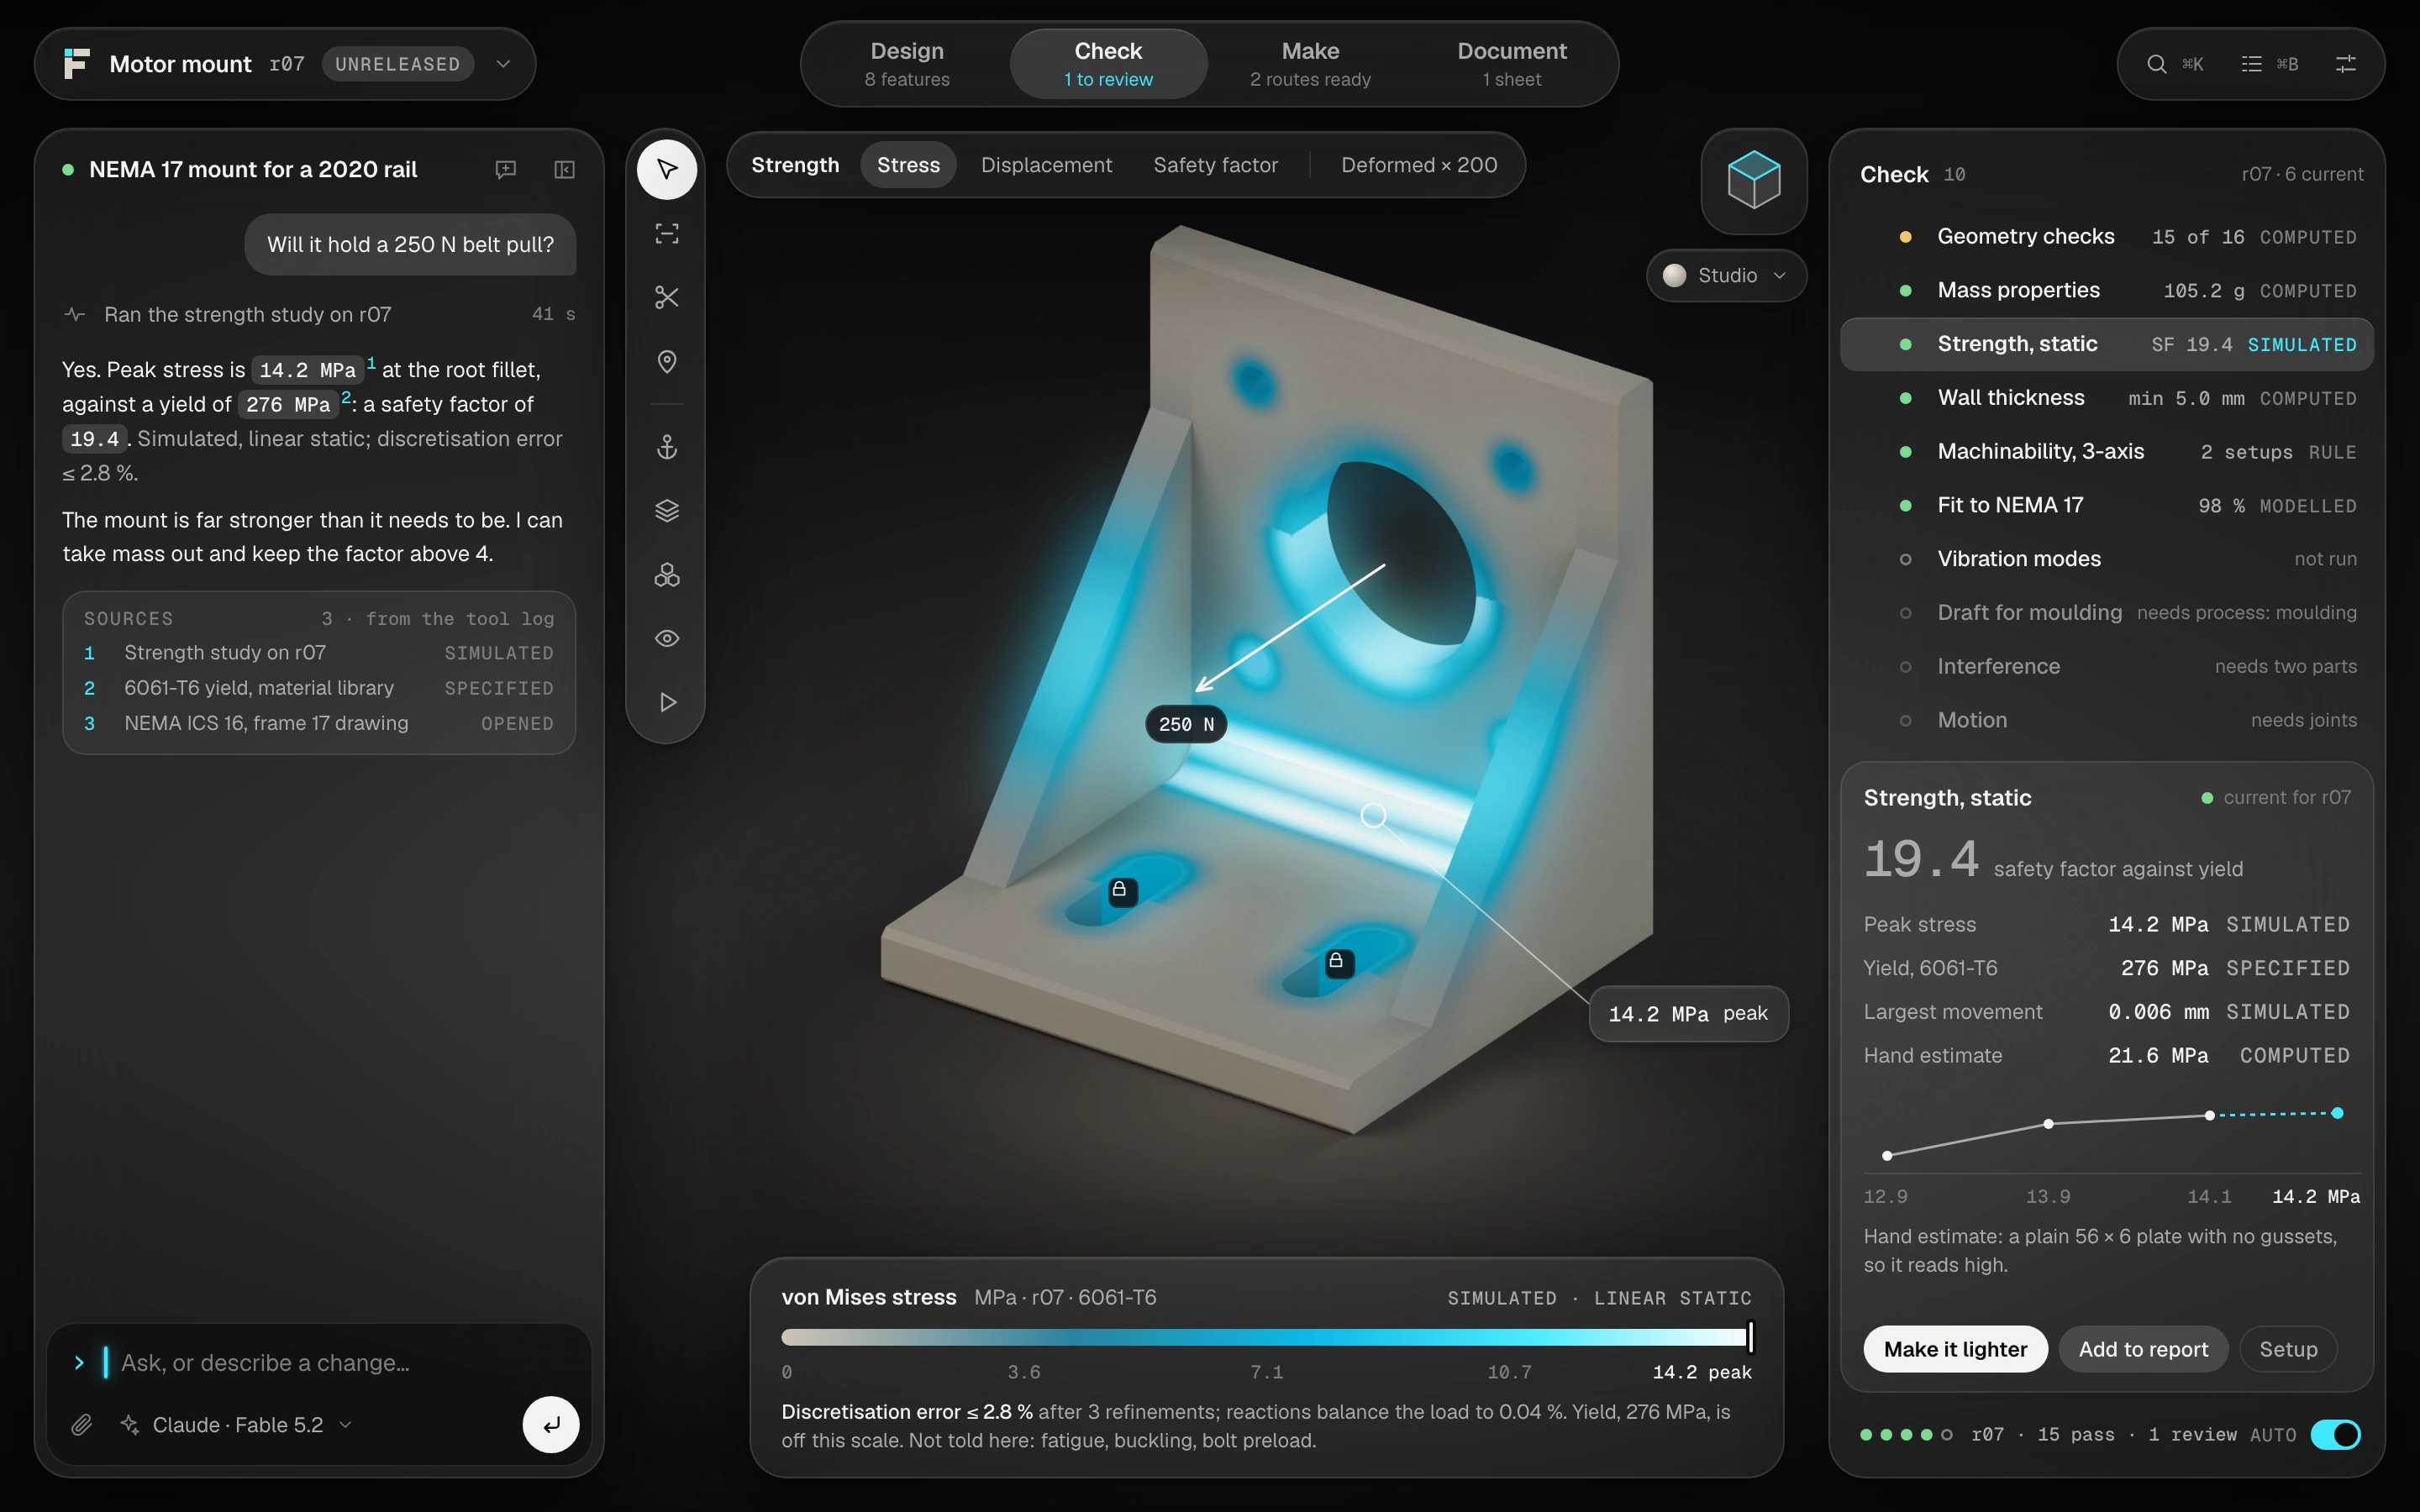 Motor mount r07 UNRELEASED
Design
8 features
Check
1 to review
Make
2 routes ready
Document
1 sheet
⌘K ⌘B
NEMA 17 mount for a 2020 rail
Will it hold a 250 N belt pull?
Ran the strength study on r07 41 s
Yes. Peak stress is 14.2 MPa 1 at the root fillet,
against a yield of 276 MPa 2: a safety factor of
19.4. Simulated, linear static; discretisation error
≤ 2.8 %.
The mount is far stronger than it needs to be. I can
take mass out and keep the factor above 4.
SOURCES 3 · from the tool log
1 Strength study on r07 SIMULATED
2 6061-T6 yield, material library SPECIFIED
3 NEMA ICS 16, frame 17 drawing OPENED
Ask, or describe a change…
Claude · Fable 5.2
Strength Stress Displacement Safety factor Deformed × 200
Studio
250 N
14.2 MPa peak
von Mises stress MPa · r07 · 6061-T6 SIMULATED · LINEAR STATIC
0 3.6 7.1 10.7 14.2 peak
Discretisation error ≤ 2.8 % after 3 refinements; reactions balance the load to 0.04 %. Yield, 276 MPa, is
off this scale. Not told here: fatigue, buckling, bolt preload.
Check 10 r07 · 6 current
Geometry checks 15 of 16 COMPUTED
Mass properties 105.2 g COMPUTED
Strength, static SF 19.4 SIMULATED
Wall thickness min 5.0 mm COMPUTED
Machinability, 3-axis 2 setups RULE
Fit to NEMA 17 98 % MODELLED
Vibration modes not run
Draft for moulding needs process: moulding
Interference needs two parts
Motion needs joints
Strength, static current for r07
19.4 safety factor against yield
Peak stress 14.2 MPa SIMULATED
Yield, 6061-T6 276 MPa SPECIFIED
Largest movement 0.006 mm SIMULATED
Hand estimate 21.6 MPa COMPUTED
12.9 13.9 14.1 14.2 MPa
Hand estimate: a plain 56 × 6 plate with no gussets,
so it reads high.
Make it lighter Add to report Setup
r07 · 15 pass · 1 review AUTO